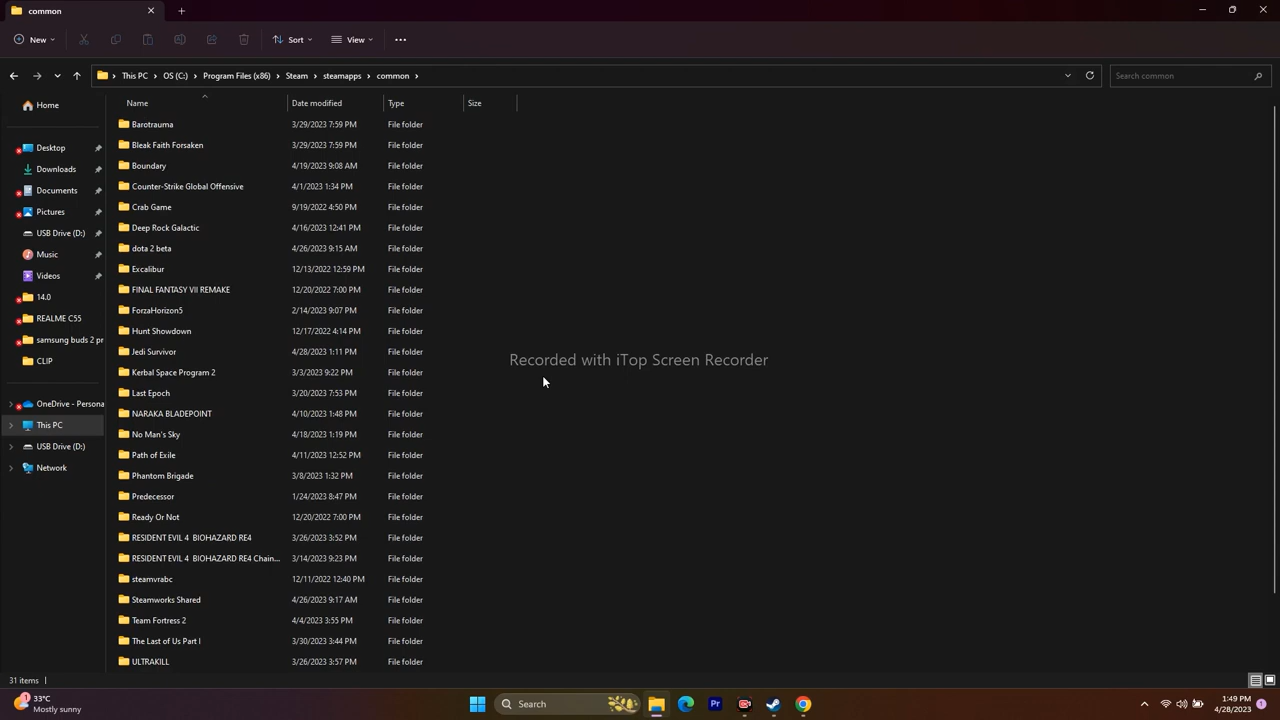 common
New
Sort
View
This PC
OS (C:)
Program Files (x86)
Steam
steamapps
common
Search common
Home
Desktop
Downloads
Documents
Pictures
USB Drive (D:)
Music
Videos
14.0
REALME C55
samsung buds 2 pr
CLIP
OneDrive - Persona
This PC
USB Drive (D:)
Network
Name Date modified Type Size
Barotrauma 3/29/2023 7:59 PM File folder
Bleak Faith Forsaken 3/29/2023 7:59 PM File folder
Boundary 4/19/2023 9:08 AM File folder
Counter-Strike Global Offensive 4/1/2023 1:34 PM File folder
Crab Game 9/19/2022 4:50 PM File folder
Deep Rock Galactic 4/16/2023 12:41 PM File folder
dota 2 beta 4/26/2023 9:15 AM File folder
Excalibur 12/13/2022 12:59 PM File folder
FINAL FANTASY VII REMAKE 12/20/2022 7:00 PM File folder
ForzaHorizon5 2/14/2023 9:07 PM File folder
Hunt Showdown 12/17/2022 4:14 PM File folder
Jedi Survivor 4/28/2023 1:11 PM File folder
Kerbal Space Program 2 3/3/2023 9:22 PM File folder
Last Epoch 3/20/2023 7:53 PM File folder
NARAKA BLADEPOINT 4/10/2023 1:48 PM File folder
No Man's Sky 4/18/2023 1:19 PM File folder
Path of Exile 4/11/2023 12:52 PM File folder
Phantom Brigade 3/8/2023 1:32 PM File folder
Predecessor 1/24/2023 8:47 PM File folder
Ready Or Not 12/20/2022 7:00 PM File folder
RESIDENT EVIL 4 BIOHAZARD RE4 3/26/2023 3:52 PM File folder
RESIDENT EVIL 4 BIOHAZARD RE4 Chain... 3/14/2023 9:23 PM File folder
steamvrabc 12/11/2022 12:40 PM File folder
Steamworks Shared 4/26/2023 9:17 AM File folder
Team Fortress 2 4/4/2023 3:55 PM File folder
The Last of Us Part I 3/30/2023 3:44 PM File folder
ULTRAKILL 3/26/2023 3:57 PM File folder
Recorded with iTop Screen Recorder
31 items
33°C
Mostly sunny
Search
Pr
1:49 PM
4/28/2023
1